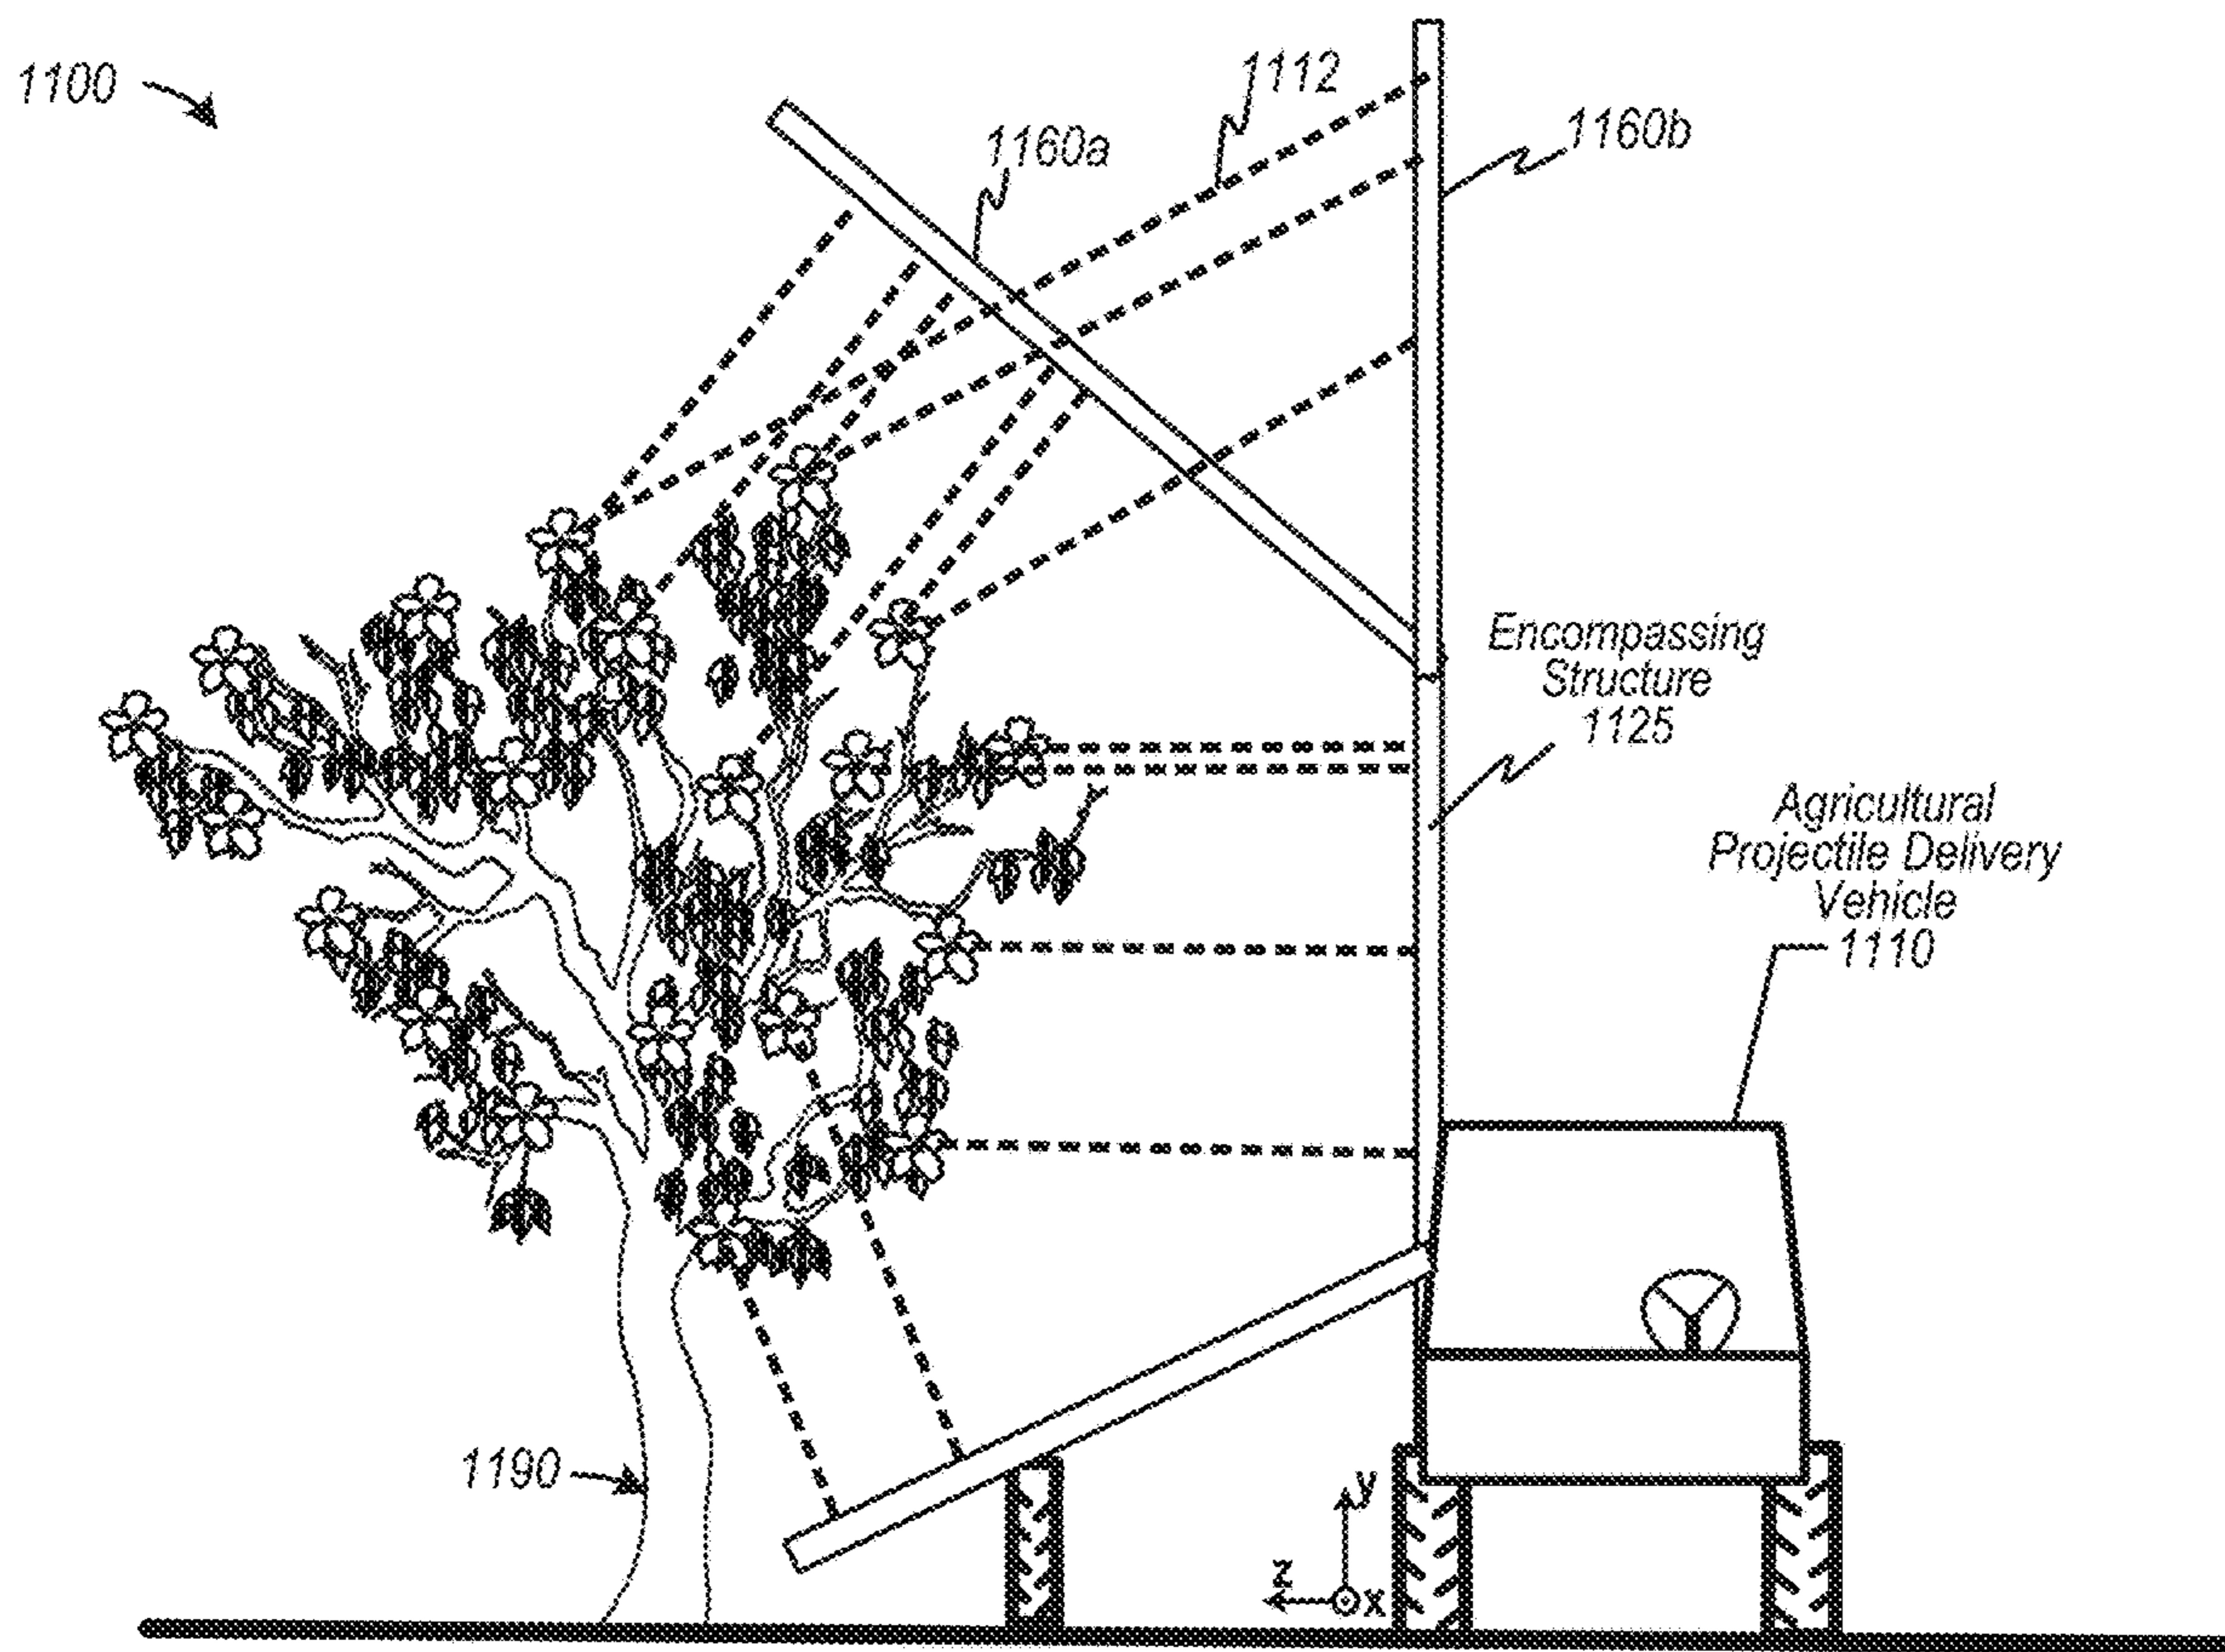 1100
1112
1160a
1160b
Encompassing
Structure
1125
Agricultural
Projectile Delivery
Vehicle
1110
1190
y
z
x